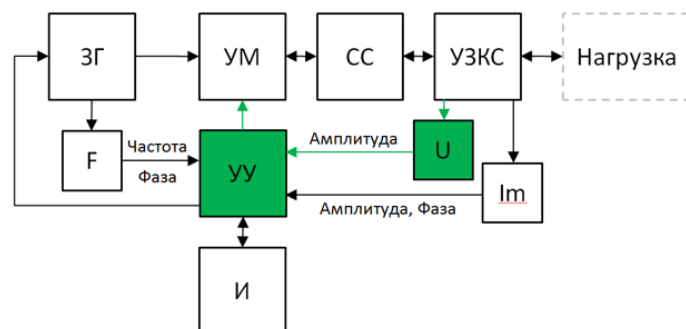 ЗГ
УМ
СС
УЗКС
Нагрузка
F
Частота
Фаза
УУ
Амплитуда
U
Амплитуда, Фаза
Im
И